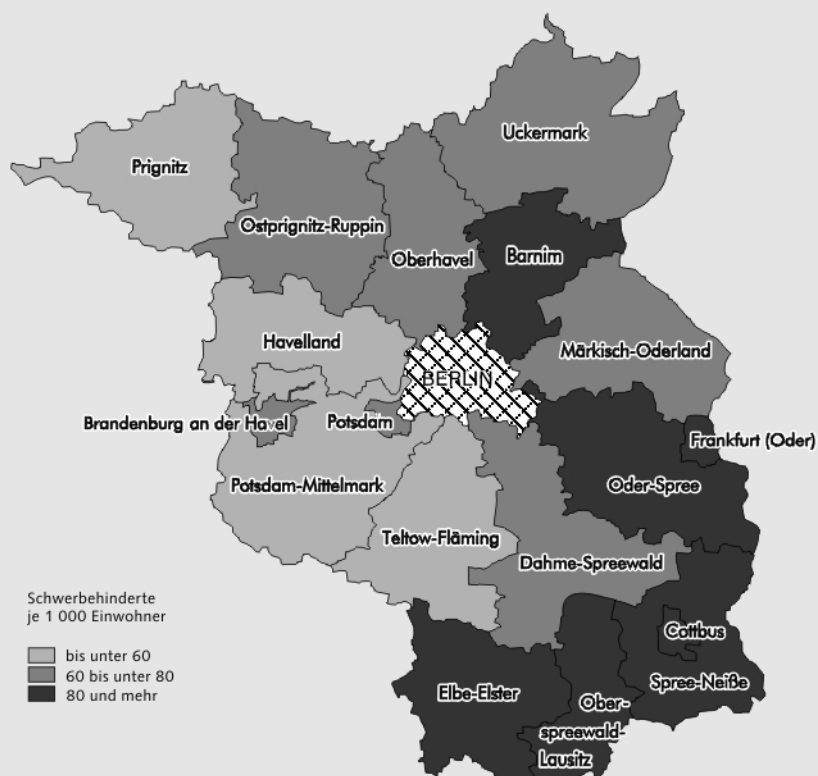 Uckermark
Prignitz
Ostprignitz-Ruppin
Oberhavel
Barnim
Havelland
Märkisch-Oderland
BERLIN
Brandenburg an der Havel
Potsdam
Frankfurt (Oder)
Potsdam-Mittelmark
Oder-Spree
Teltow-Fläming
Dahme-Spreewald
Schwerbehinderte
je 1 000 Einwohner
bis unter 60
60 bis unter 80
80 und mehr
Cottbus
Spree-Neiße
Elbe-Elster
Ober-
spreewald-
Lausitz